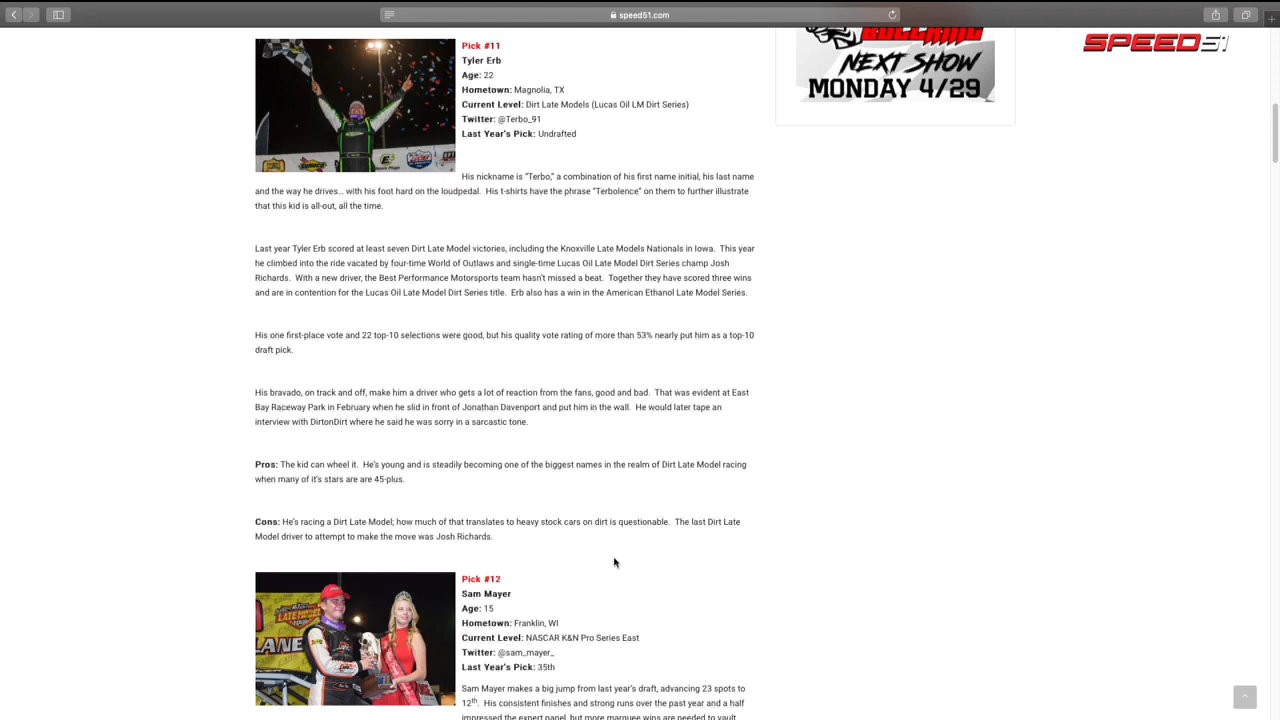 speed51.com
NEXT SHOW
MONDAY 4/29
SPEED51
Pick #11
Tyler Erb
Age: 22
Hometown: Magnolia, TX
Current Level: Dirt Late Models (Lucas Oil LM Dirt Series)
Twitter: @Terbo_91
Last Year's Pick: Undrafted
His nickname is “Terbo,” a combination of his first name initial, his last name
and the way he drives… with his foot hard on the loudpedal.  His t-shirts have the phrase “Terbolence” on them to further illustrate
that this kid is all-out, all the time.
Last year Tyler Erb scored at least seven Dirt Late Model victories, including the Knoxville Late Models Nationals in Iowa.  This year
he climbed into the ride vacated by four-time World of Outlaws and single-time Lucas Oil Late Model Dirt Series champ Josh
Richards.  With a new driver, the Best Performance Motorsports team hasn't missed a beat.  Together they have scored three wins
and are in contention for the Lucas Oil Late Model Dirt Series title.  Erb also has a win in the American Ethanol Late Model Series.
His one first-place vote and 22 top-10 selections were good, but his quality vote rating of more than 53% nearly put him as a top-10
draft pick.
His bravado, on track and off, make him a driver who gets a lot of reaction from the fans, good and bad.  That was evident at East
Bay Raceway Park in February when he slid in front of Jonathan Davenport and put him in the wall.  He would later tape an
interview with DirtonDirt where he said he was sorry in a sarcastic tone.
Pros: The kid can wheel it.  He's young and is steadily becoming one of the biggest names in the realm of Dirt Late Model racing
when many of it's stars are are 45-plus.
Cons: He's racing a Dirt Late Model; how much of that translates to heavy stock cars on dirt is questionable.  The last Dirt Late
Model driver to attempt to make the move was Josh Richards.
Pick #12
Sam Mayer
Age: 15
Hometown: Franklin, WI
Current Level: NASCAR K&N Pro Series East
Twitter: @sam_mayer_
Last Year's Pick: 35th
Sam Mayer makes a big jump from last year's draft, advancing 23 spots to
12th.  His consistent finishes and strong runs over the past year and a half
impressed the expert panel, but more marquee wins are needed to vault